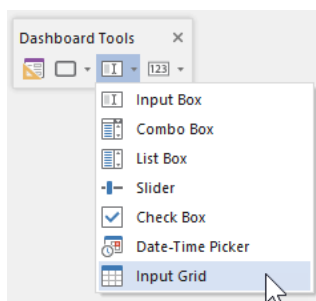 Dashboard Tools
123
Input Box
Combo Box
List Box
Slider
Check Box
Date-Time Picker
Input Grid